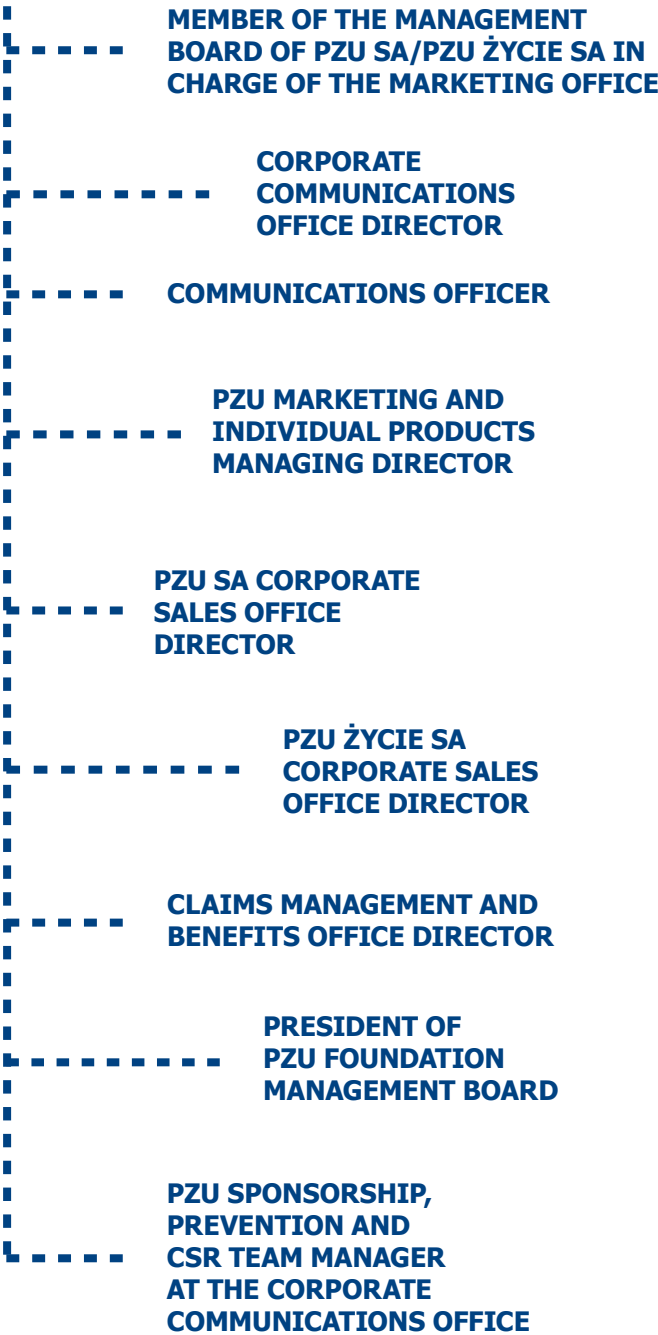 MEMBER OF THE MANAGEMENT
BOARD OF PZU SA/PZU ŻYCIE SA IN
CHARGE OF THE MARKETING OFFICE
CORPORATE
COMMUNICATIONS
OFFICE DIRECTOR
COMMUNICATIONS OFFICER
PZU MARKETING AND
INDIVIDUAL PRODUCTS
MANAGING DIRECTOR
PZU SA CORPORATE
SALES OFFICE
DIRECTOR
PZU ŻYCIE SA
CORPORATE SALES
OFFICE DIRECTOR
CLAIMS MANAGEMENT AND
BENEFITS OFFICE DIRECTOR
PRESIDENT OF
PZU FOUNDATION
MANAGEMENT BOARD
PZU SPONSORSHIP,
PREVENTION AND
CSR TEAM MANAGER
AT THE CORPORATE
COMMUNICATIONS OFFICE